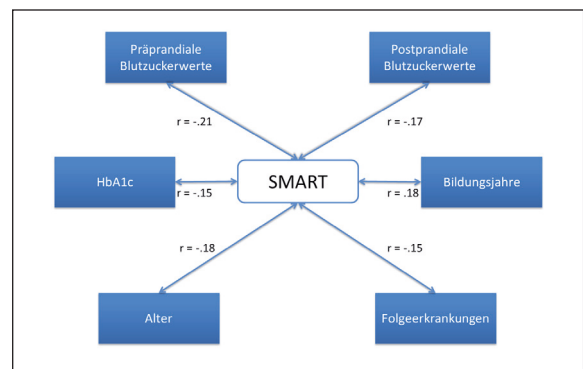 Präprandiale
Blutzuckerwerte
Postprandiale
Blutzuckerwerte
r = -.21
r = -.17
HbA1c
r = -.15
SMART
r = .18
Bildungsjahre
r = -.18
r = -.15
Alter
Folgeerkrankungen